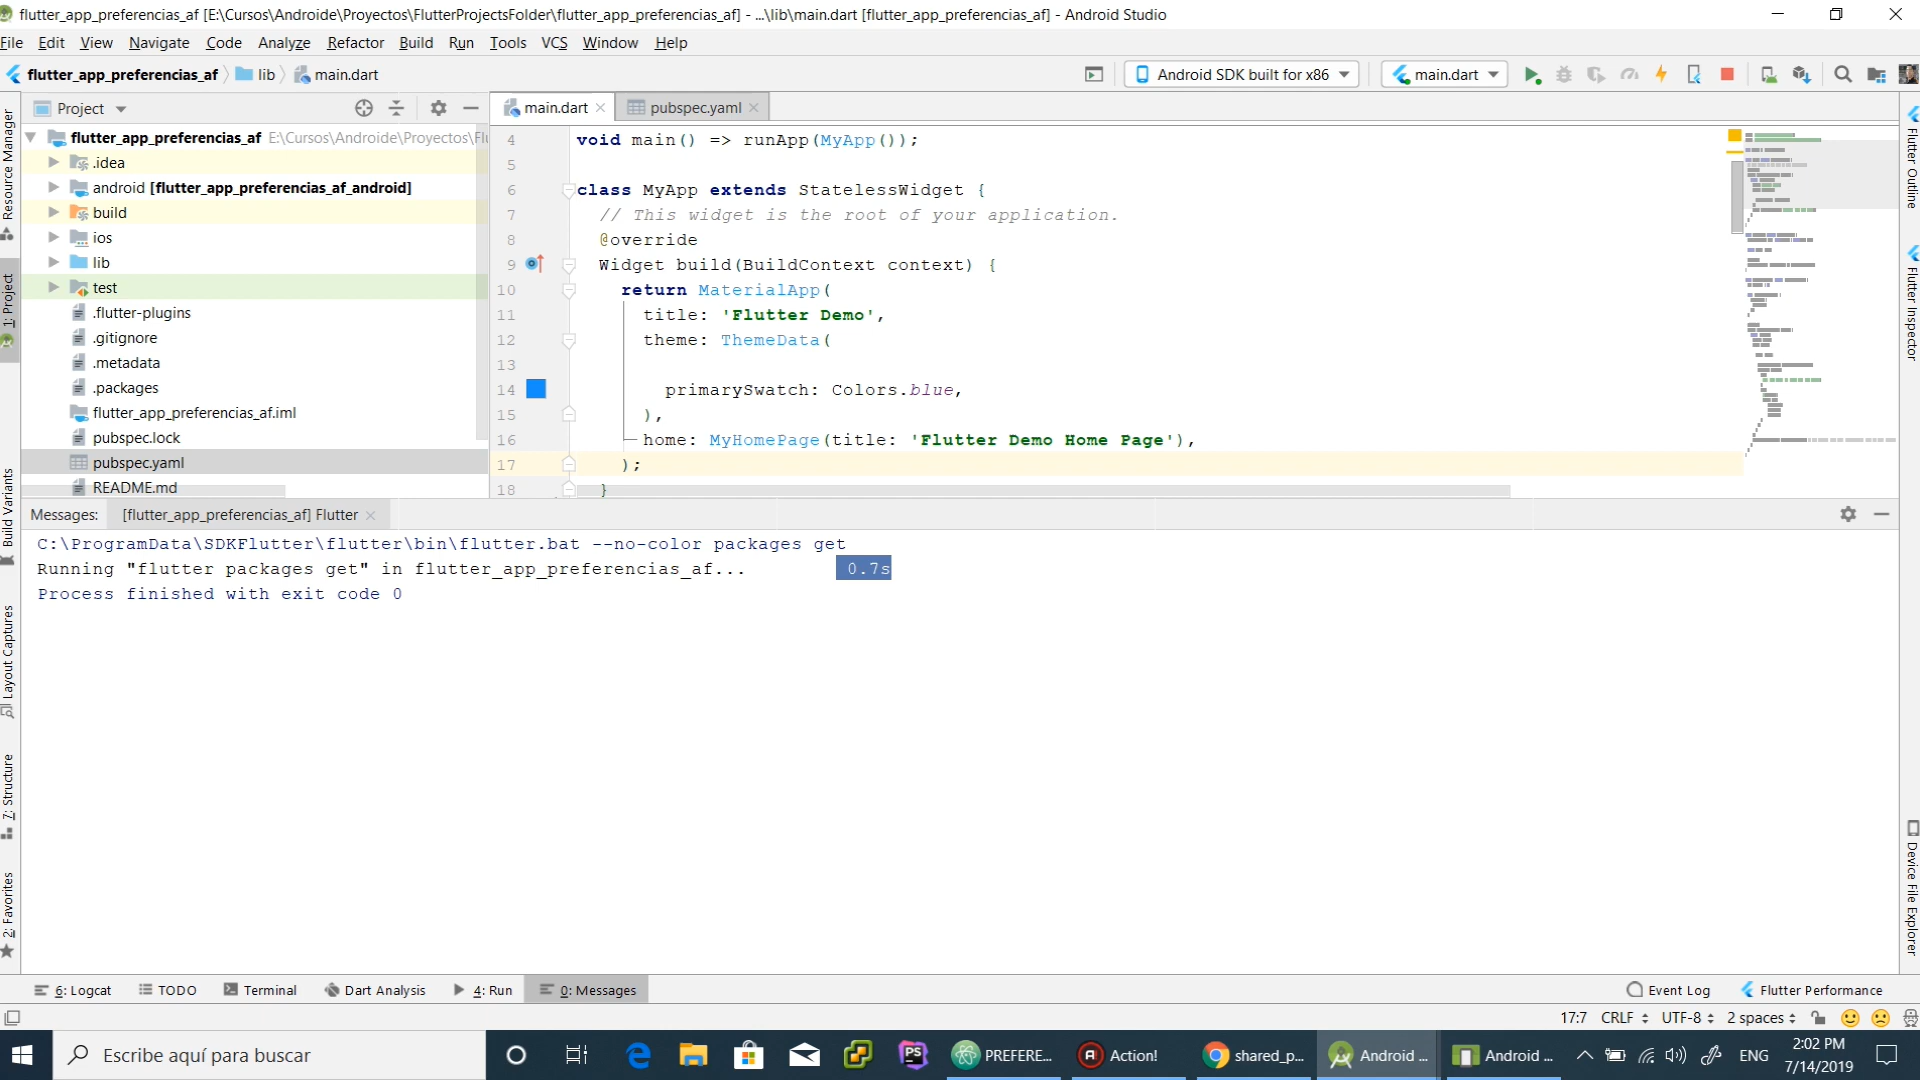 flutter_app_preferencias_af [E:\Cursos\Androide\Proyectos\FlutterProjectsFolder\flutter_app_preferencias_af] - ...\lib\main.dart [flutter_app_preferencias_af] - Android Studio
File Edit View Navigate Code Analyze Refactor Build Run Tools VCS Window Help
flutter_app_preferencias_af lib main.dart
Android SDK built for x86
main.dart
Project
main.dart
pubspec.yaml
flutter_app_preferencias_af E:\Cursos\Androide\Proyectos\Flu
.idea
android [flutter_app_preferencias_af_android]
build
ios
lib
test
.flutter-plugins
.gitignore
.metadata
.packages
flutter_app_preferencias_af.iml
pubspec.lock
pubspec.yaml
README.md
4 void main() => runApp(MyApp());
5
6 class MyApp extends StatelessWidget {
7 // This widget is the root of your application.
8 @override
9 Widget build(BuildContext context) {
10 return MaterialApp(
11 title: 'Flutter Demo',
12 theme: ThemeData(
13
14 primarySwatch: Colors.blue,
15 ),
16 home: MyHomePage(title: 'Flutter Demo Home Page'),
17 );
18 }
Resource Manager
1: Project
Build Variants
Layout Captures
7: Structure
2: Favorites
Flutter Outline
Flutter Inspector
Device File Explorer
Messages: [flutter_app_preferencias_af] Flutter
C:\ProgramData\SDKFlutter\flutter\bin\flutter.bat --no-color packages get
Running "flutter packages get" in flutter_app_preferencias_af... 0.7s
Process finished with exit code 0
6: Logcat TODO Terminal Dart Analysis 4: Run 0: Messages Event Log Flutter Performance
17:7 CRLF UTF-8 2 spaces
Escribe aquí para buscar
PS
PREFERE...
Action!
shared_p...
Android ...
Android ...
ENG
2:02 PM
7/14/2019